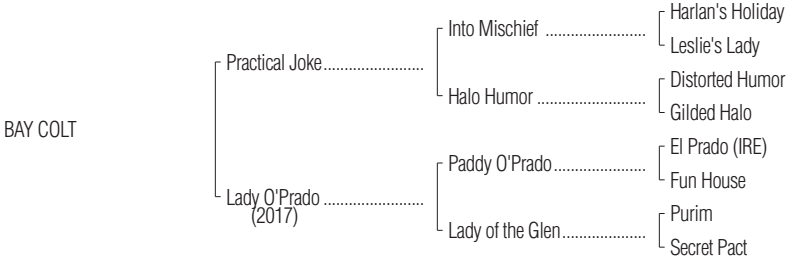 Harlan's Holiday
Into Mischief ........................
Leslie's Lady
Practical Joke........................
Distorted Humor
Halo Humor ..........................
Gilded Halo
BAY COLT
El Prado (IRE)
Paddy O'Prado......................
Fun House
Lady O'Prado ........................
(2017)
Purim
Lady of the Glen....................
Secret Pact